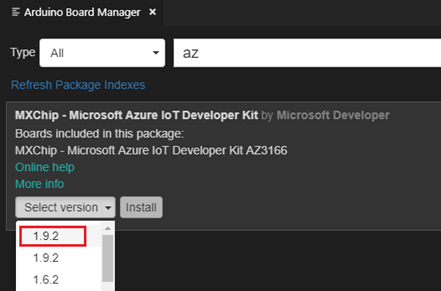 Arduino Board Manager ×
Type All az
Refresh Package Indexes
MXChip - Microsoft Azure IoT Developer Kit by Microsoft Developer
Boards included in this package:
MXChip - Microsoft Azure IoT Developer Kit AZ3166
Online help
More info
Select version Install
1.9.2
1.9.2
1.6.2